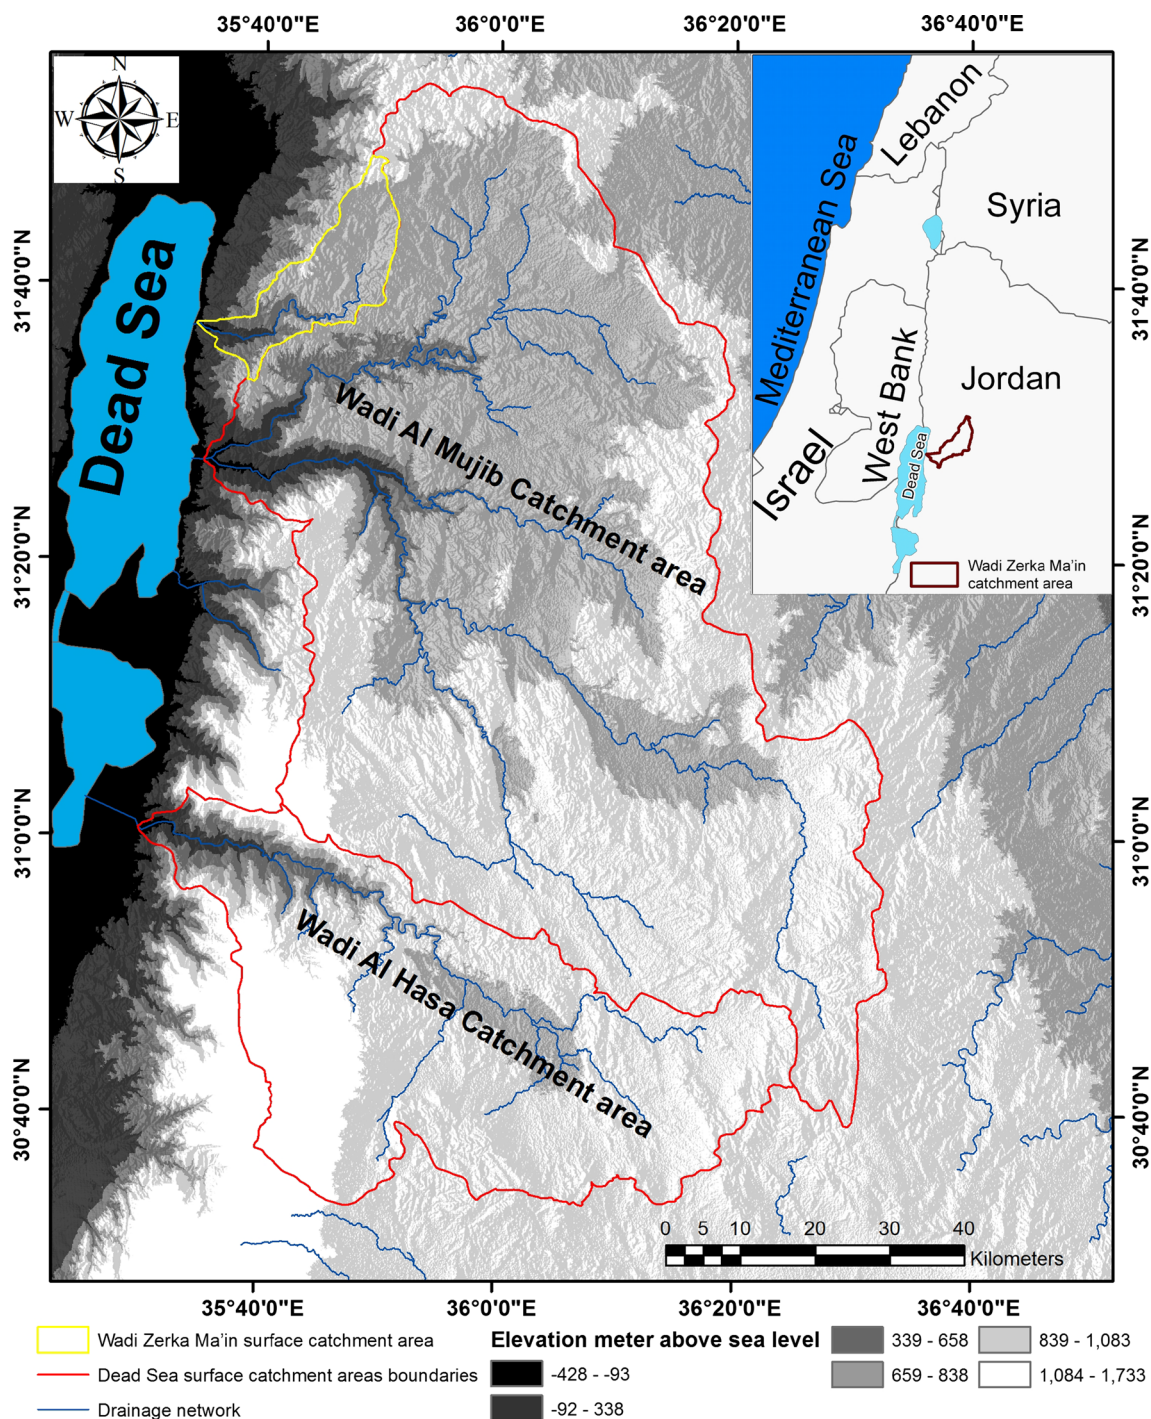 35°40'0"E 36°0'0"E 36°20'0"E 36°40'0"E
N
W E
S
31°40'0"N
31°20'0"N
31°0'0"N
30°40'0"N
Dead Sea
Wadi Al Mujib Catchment area
Wadi Al Hasa Catchment area
Mediterranean Sea
Lebanon
Syria
West Bank
Jordan
Israel
Dead Sea
Wadi Zerka Ma'in
catchment area
31°40'0"N
31°20'0"N
31°0'0"N
30°40'0"N
0 5 10 20 30 40
Kilometers
35°40'0"E 36°0'0"E 36°20'0"E 36°40'0"E
Wadi Zerka Ma'in surface catchment area
Dead Sea surface catchment areas boundaries
Drainage network
Elevation meter above sea level
-428 - -93
-92 - 338
339 - 658
659 - 838
839 - 1,083
1,084 - 1,733